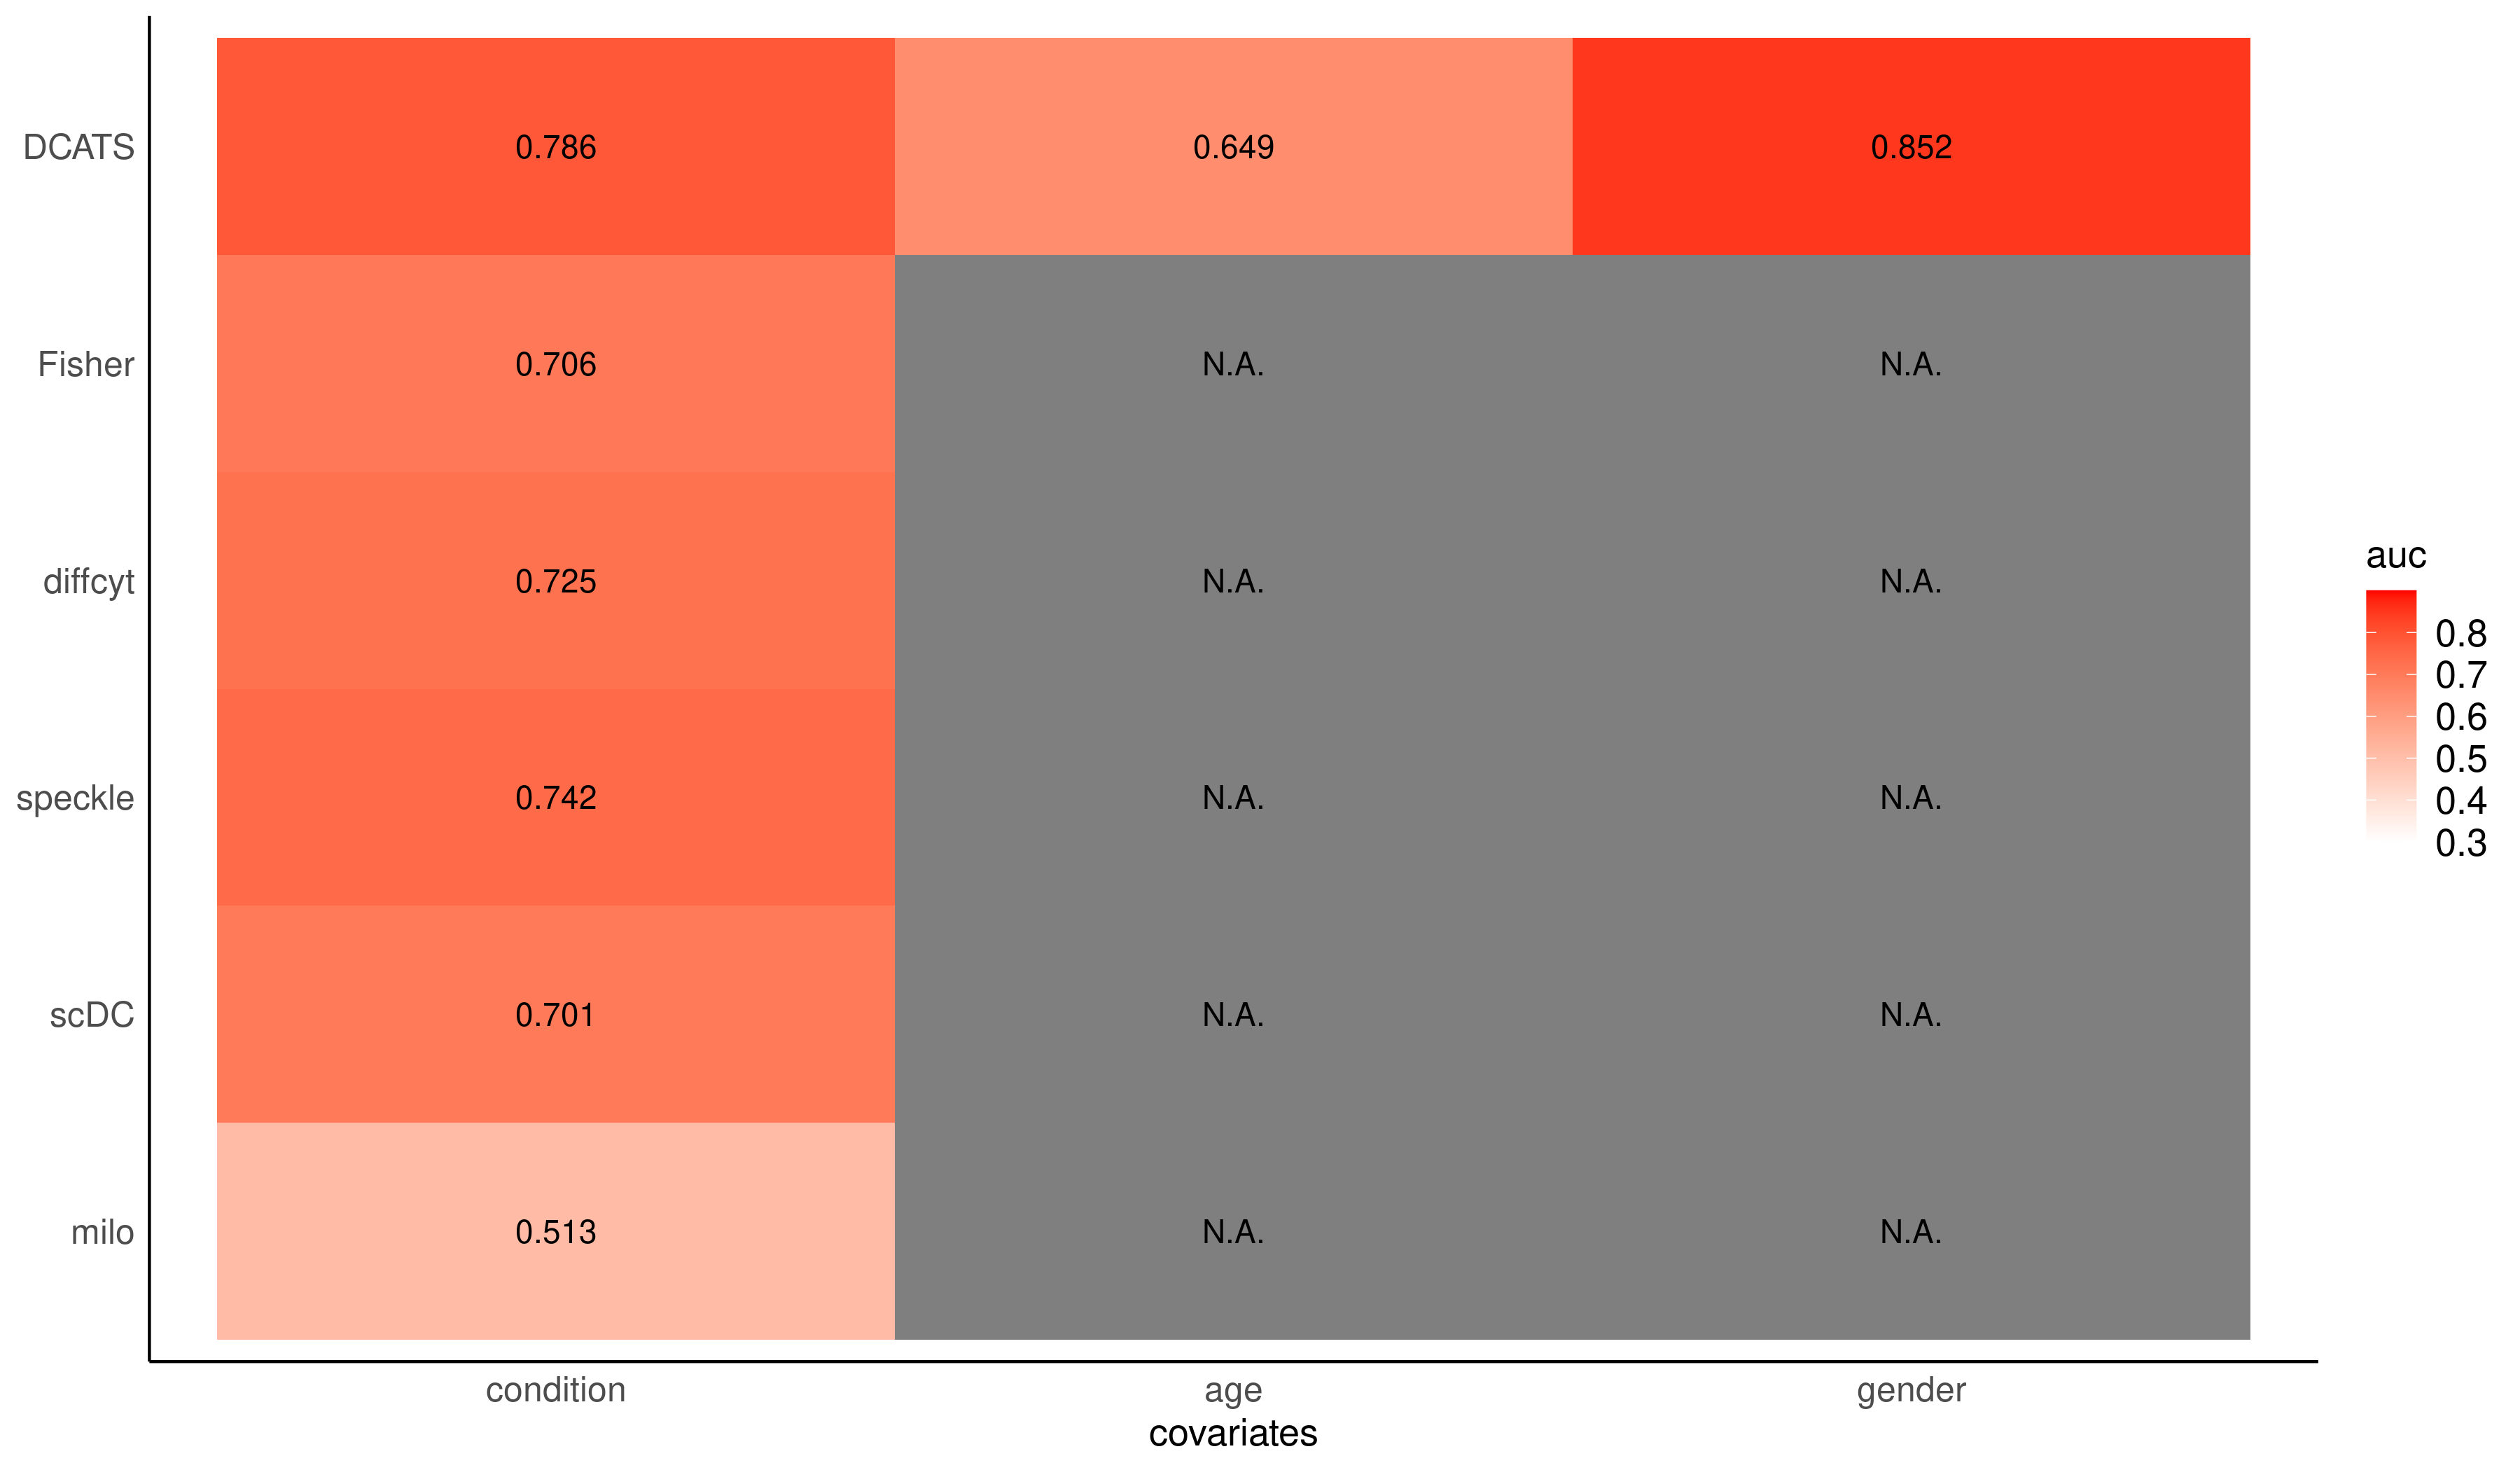 DCATS 0.786 0.649 0.852
Fisher 0.706 N.A. N.A.
diffcyt 0.725 N.A. N.A.
speckle 0.742 N.A. N.A.
scDC 0.701 N.A. N.A.
milo 0.513 N.A. N.A.
condition age gender
covariates
auc
0.8
0.7
0.6
0.5
0.4
0.3